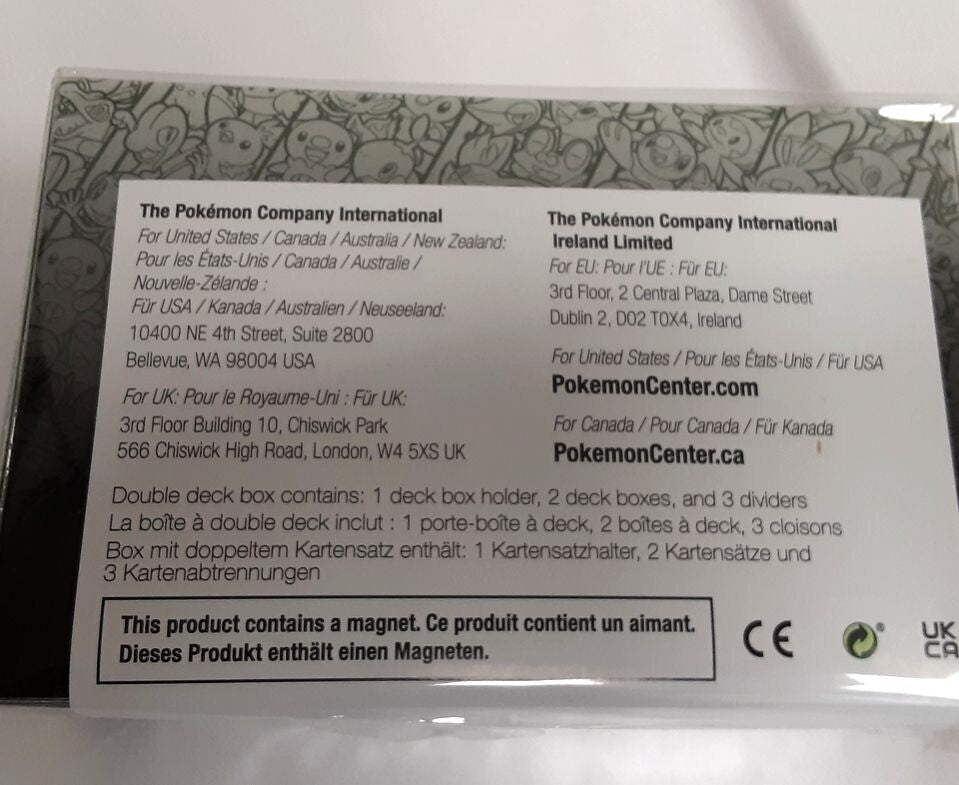 The Pokémon Company International
For United States / Canada / Australia / New Zealand:
Pour les États-Unis / Canada / Australie /
Nouvelle-Zélande :
Für USA / Kanada / Australien / Neuseeland:
10400 NE 4th Street, Suite 2800
Bellevue, WA 98004 USA
For UK: Pour le Royaume-Uni : Für UK:
3rd Floor Building 10, Chiswick Park
566 Chiswick High Road, London, W4 5XS UK
The Pokémon Company International
Ireland Limited
For EU: Pour l'UE : Für EU:
3rd Floor, 2 Central Plaza, Dame Street
Dublin 2, D02 T0X4, Ireland
For United States / Pour les États-Unis / Für USA
PokemonCenter.com
For Canada / Pour Canada / Für Kanada
PokemonCenter.ca
Double deck box contains: 1 deck box holder, 2 deck boxes, and 3 dividers
La boîte à double deck inclut : 1 porte-boîte à deck, 2 boîtes à deck, 3 cloisons
Box mit doppeltem Kartensatz enthält: 1 Kartensatzhalter, 2 Kartensätze und
3 Kartenabtrennungen
This product contains a magnet. Ce produit contient un aimant.
Dieses Produkt enthält einen Magneten.
CE
®
UK
CA